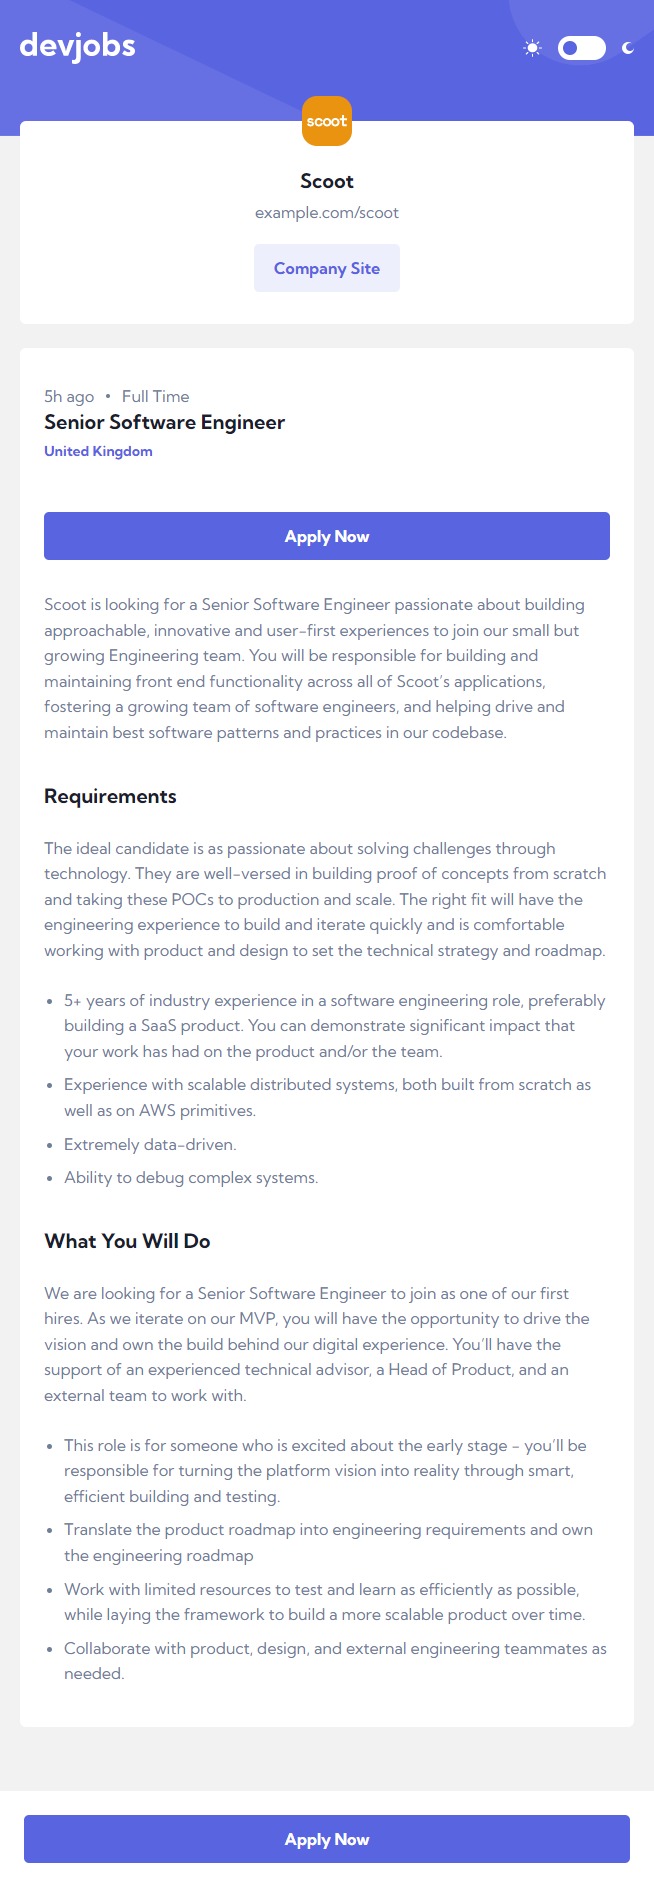 devjobs
scoot
Scoot
example.com/scoot
Company Site
5h ago • Full Time
Senior Software Engineer
United Kingdom
Apply Now
Scoot is looking for a Senior Software Engineer passionate about building
approachable, innovative and user-first experiences to join our small but
growing Engineering team. You will be responsible for building and
maintaining front end functionality across all of Scoot's applications,
fostering a growing team of software engineers, and helping drive and
maintain best software patterns and practices in our codebase.
Requirements
The ideal candidate is as passionate about solving challenges through
technology. They are well-versed in building proof of concepts from scratch
and taking these POCs to production and scale. The right fit will have the
engineering experience to build and iterate quickly and is comfortable
working with product and design to set the technical strategy and roadmap.
• 5+ years of industry experience in a software engineering role, preferably
building a SaaS product. You can demonstrate significant impact that
your work has had on the product and/or the team.
• Experience with scalable distributed systems, both built from scratch as
well as on AWS primitives.
• Extremely data-driven.
• Ability to debug complex systems.
What You Will Do
We are looking for a Senior Software Engineer to join as one of our first
hires. As we iterate on our MVP, you will have the opportunity to drive the
vision and own the build behind our digital experience. You'll have the
support of an experienced technical advisor, a Head of Product, and an
external team to work with.
• This role is for someone who is excited about the early stage - you'll be
responsible for turning the platform vision into reality through smart,
efficient building and testing.
• Translate the product roadmap into engineering requirements and own
the engineering roadmap
• Work with limited resources to test and learn as efficiently as possible,
while laying the framework to build a more scalable product over time.
• Collaborate with product, design, and external engineering teammates as
needed.
Apply Now